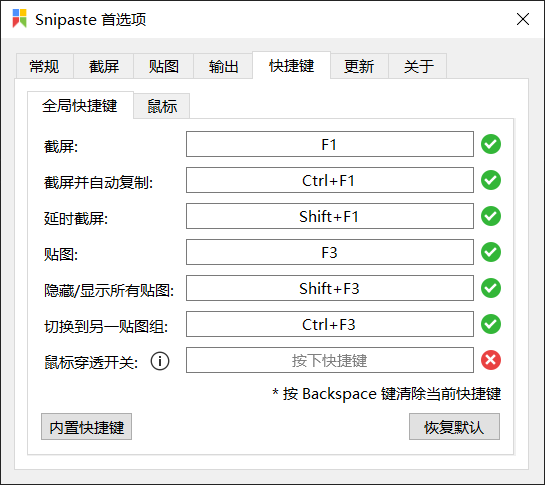 Snipaste 首选项
常规 截屏 贴图 输出 快捷键 更新 关于
全局快捷键 鼠标
截屏: F1
截屏并自动复制: Ctrl+F1
延时截屏: Shift+F1
贴图: F3
隐藏/显示所有贴图: Shift+F3
切换到另一贴图组: Ctrl+F3
鼠标穿透开关: 按下快捷键
* 按 Backspace 键清除当前快捷键
内置快捷键 恢复默认